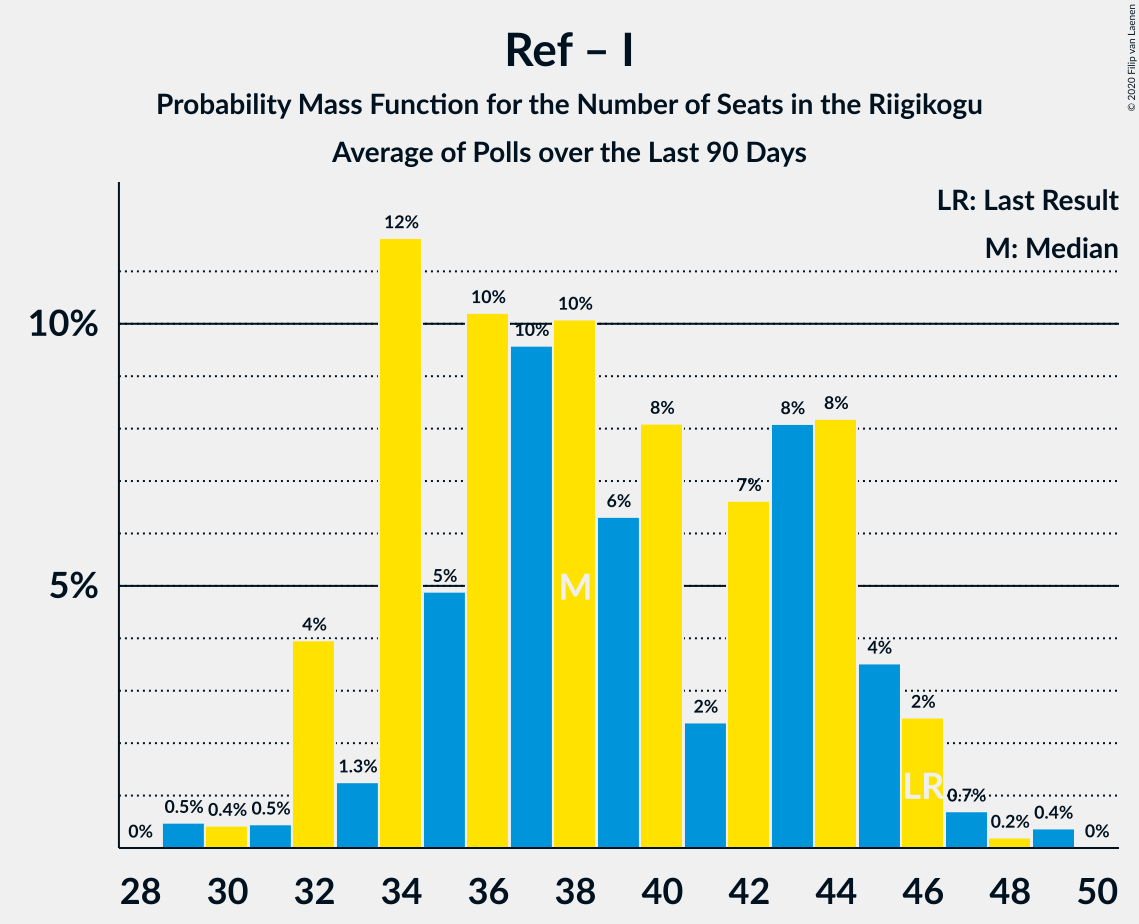 Ref – I
Probability Mass Function for the Number of Seats in the Riigikogu
Average of Polls over the Last 90 Days
© 2020 Filip van Laenen
LR: Last Result
M: Median
10%
5%
0%
0.5%
0.4%
0.5%
4%
1.3%
12%
5%
10%
10%
10%
6%
8%
2%
7%
8%
8%
4%
2%
0.7%
0.2%
0.4%
0%
M
LR
28 30 32 34 36 38 40 42 44 46 48 50